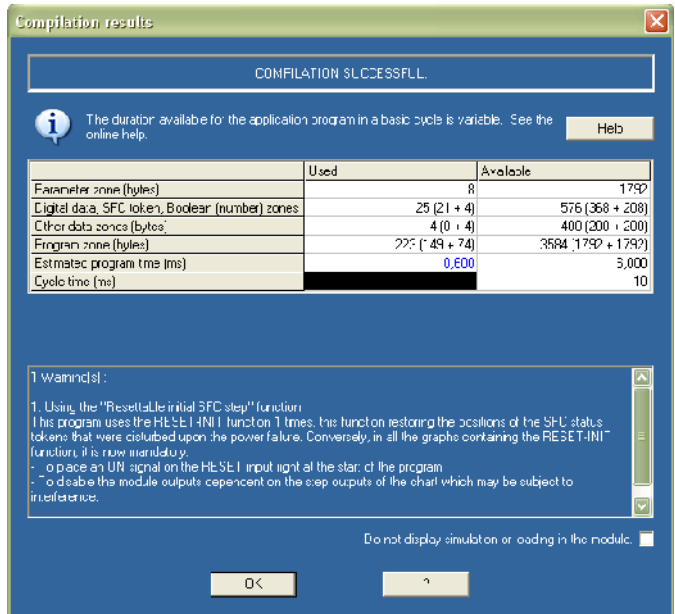 Compilation results
COMPILATION SUCCESSFUL.
The duration available for the application program in a basic cycle is variable. See the
online help.
Help
Used Available
Parameter zone (bytes) 8 1792
Digital data, SFC token, Boolean (number) zones 25 (21 + 4) 576 (368 + 208)
Other data zones (bytes) 4 (0 + 4) 400 (200 + 200)
Program zone (bytes) 223 (149 + 74) 3584 (1792 + 1792)
Estimated program time (ms) 0,600 ,000
Cycle time (ms) 10
1 Warning(s) :
1. Using the "Resettable initial SFC step" function
This program uses the RESET-INIT function 1 times, this function restoring the positions of the SFC status
tokens that were disturbed upon the power failure. Conversely, in all the graphs containing the RESET-INIT
function, it is now mandatory:
- To place an ON signal on the RESET input right at the start of the program
- To disable the module outputs dependent on the step outputs of the chart which may be subject to
interference.
Do not display simulation or loading in the module.
OK ?